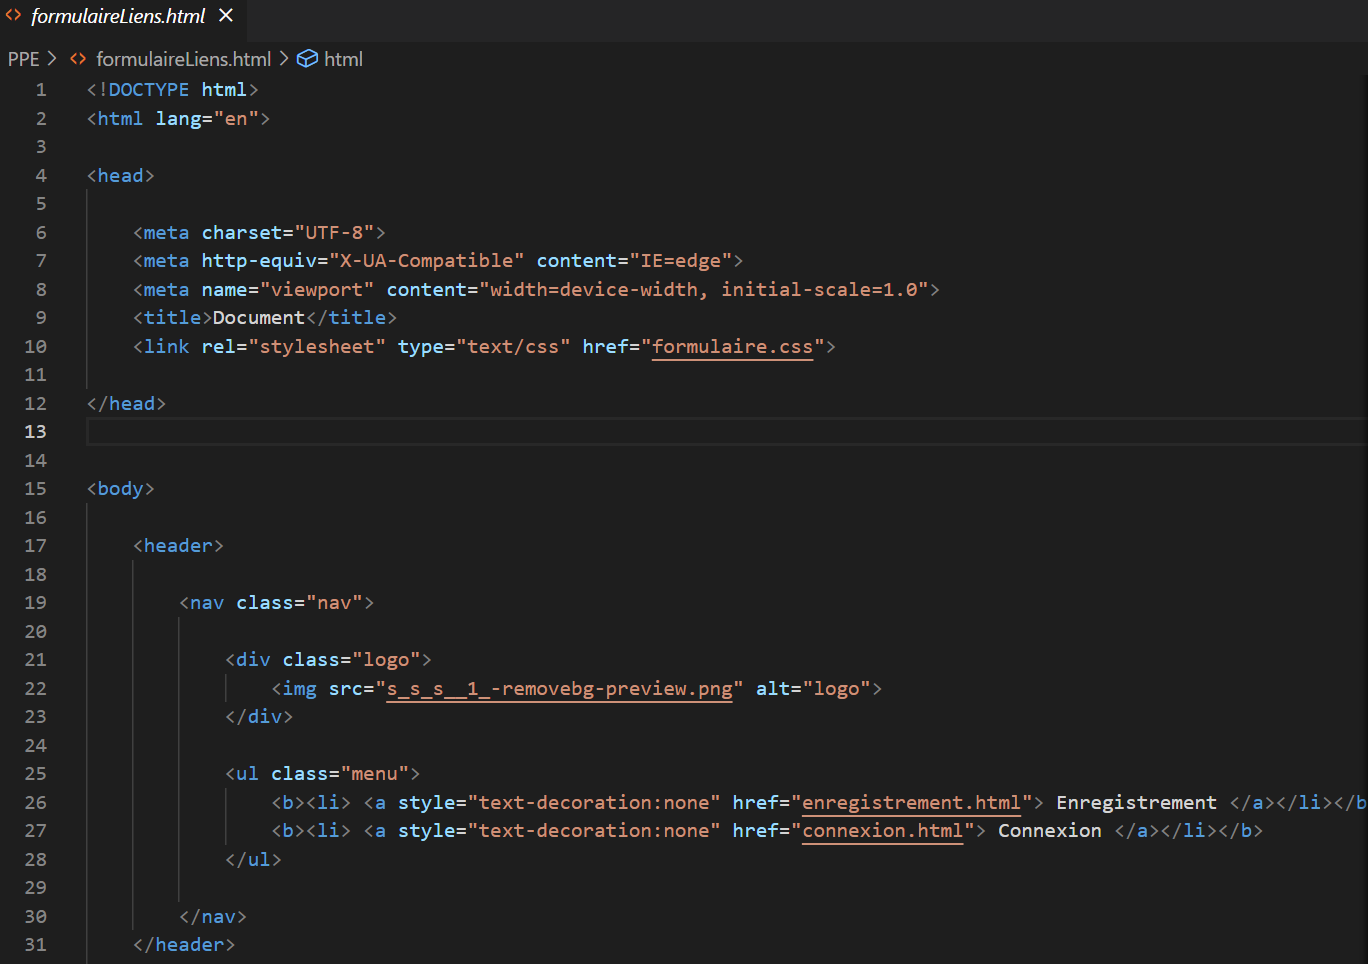 formulaireLiens.html
PPE > formulaireLiens.html > html
1 <!DOCTYPE html>
2 <html lang="en">
3
4 <head>
5
6 <meta charset="UTF-8">
7 <meta http-equiv="X-UA-Compatible" content="IE=edge">
8 <meta name="viewport" content="width=device-width, initial-scale=1.0">
9 <title>Document</title>
10 <link rel="stylesheet" type="text/css" href="formulaire.css">
11
12 </head>
13
14
15 <body>
16
17 <header>
18
19 <nav class="nav">
20
21 <div class="logo">
22 <img src="s_s_s__1_-removebg-preview.png" alt="logo">
23 </div>
24
25 <ul class="menu">
26 <b><li> <a style="text-decoration:none" href="enregistrement.html"> Enregistrement </a></li></b
27 <b><li> <a style="text-decoration:none" href="connexion.html"> Connexion </a></li></b>
28 </ul>
29
30 </nav>
31 </header>